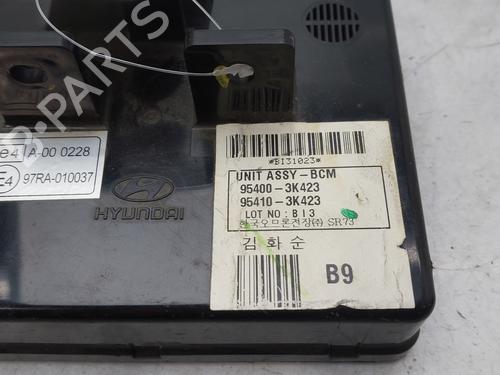 PARTS
e4 A-00 0228
E4 97RA-010037
HYUNDAI
*BI31023*
UNIT ASSY-BCM
95400-3K423
95410-3K423
LOT NO: BI3
한국오므론전장(주) SR73
김화순
B9